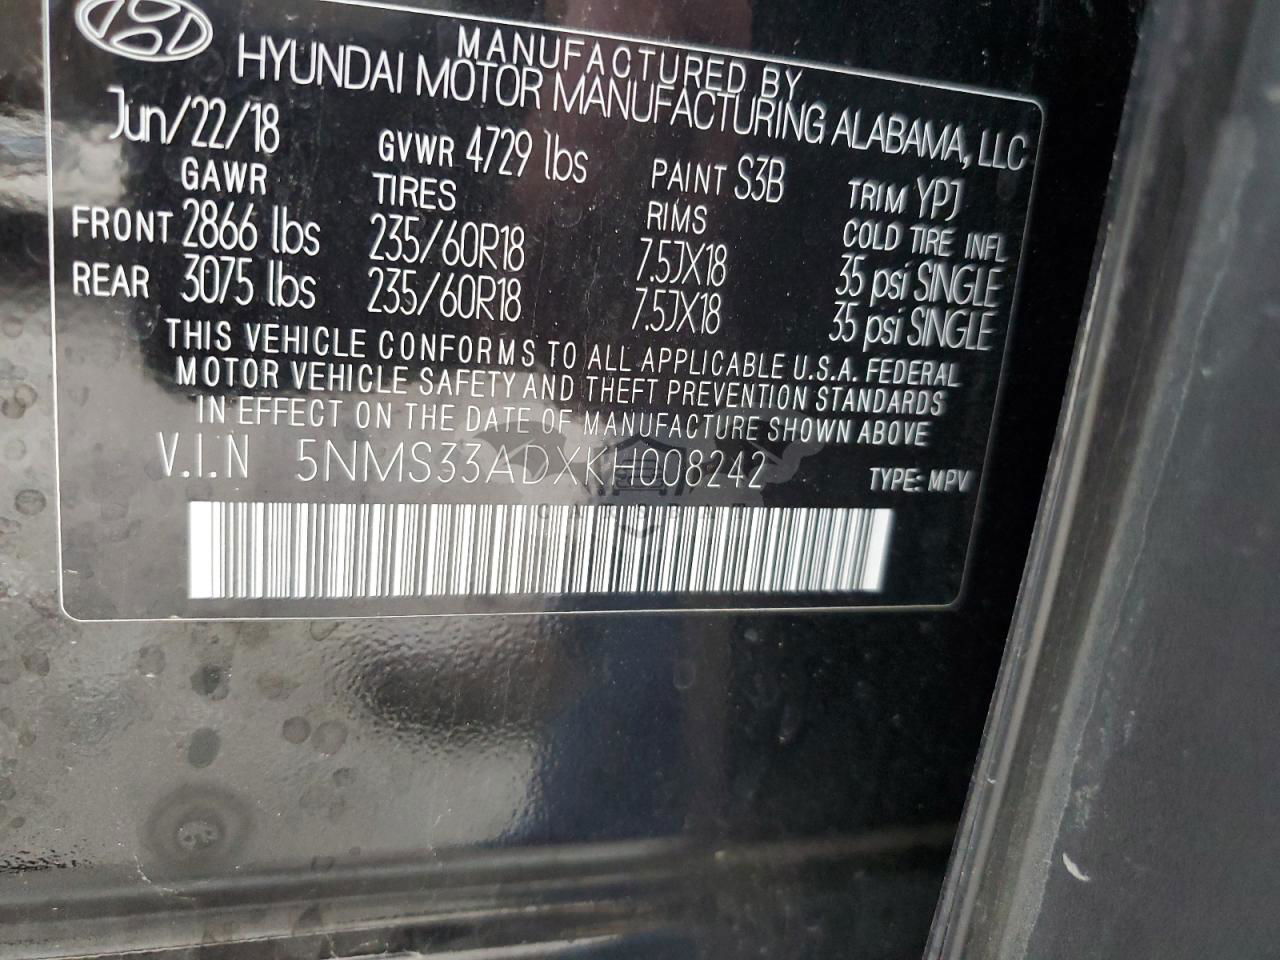 MANUFACTURED BY
HYUNDAI MOTOR MANUFACTURING ALABAMA, LLC
Jun/22/18 GVWR 4729 lbs PAINT S3B TRIM YPJ
GAWR TIRES RIMS COLD TIRE INFL
FRONT 2866 lbs 235/60R18 7.5JX18 35 psi SINGLE
REAR 3075 lbs 235/60R18 7.5JX18 35 psi SINGLE
THIS VEHICLE CONFORMS TO ALL APPLICABLE U.S.A. FEDERAL
MOTOR VEHICLE SAFETY AND THEFT PREVENTION STANDARDS
IN EFFECT ON THE DATE OF MANUFACTURE SHOWN ABOVE
V.I.N 5NMS33ADXKH008242 TYPE: MPV